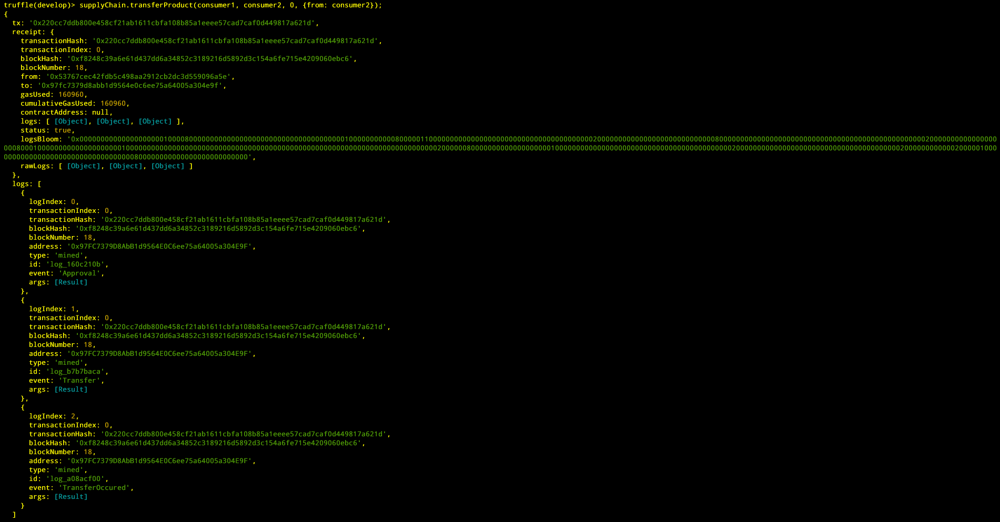 truffle(develop)> supplyChain.transferProduct(consumer1, consumer2, 0, {from: consumer2});
{
  tx: '0x220cc7ddb800e458cf21ab1611cbfa108b85a1eeee57cad7caf0d449817a621d',
  receipt: {
    transactionHash: '0x220cc7ddb800e458cf21ab1611cbfa108b85a1eeee57cad7caf0d449817a621d',
    transactionIndex: 0,
    blockHash: '0xf8248c39a6e61d437dd6a34852c3189216d5892d3c154a6fe715e4209060ebc6',
    blockNumber: 18,
    from: '0x53767cec42fdb5c498aa2912cb2dc3d559096a5e',
    to: '0x97fc7379d8abb1d9564e0c6ee75a64005a304e9f',
    gasUsed: 160960,
    cumulativeGasUsed: 160960,
    contractAddress: null,
    logs: [ [Object], [Object], [Object] ],
    status: true,
    logsBloom:
    rawLogs: [ [Object], [Object], [Object] ]
  },
  logs: [
    {
      logIndex: 0,
      transactionIndex: 0,
      transactionHash: '0x220cc7ddb800e458cf21ab1611cbfa108b85a1eeee57cad7caf0d449817a621d',
      blockHash: '0xf8248c39a6e61d437dd6a34852c3189216d5892d3c154a6fe715e4209060ebc6',
      blockNumber: 18,
      address: '0x97FC7379D8AbB1d9564E0C6ee75a64005a304E9F',
      type: 'mined',
      id: 'log_160c210b',
      event: 'Approval',
      args: [Result]
    },
    {
      logIndex: 1,
      transactionIndex: 0,
      transactionHash: '0x220cc7ddb800e458cf21ab1611cbfa108b85a1eeee57cad7caf0d449817a621d',
      blockHash: '0xf8248c39a6e61d437dd6a34852c3189216d5892d3c154a6fe715e4209060ebc6',
      blockNumber: 18,
      address: '0x97FC7379D8AbB1d9564E0C6ee75a64005a304E9F',
      type: 'mined',
      id: 'log_b7b7baca',
      event: 'Transfer',
      args: [Result]
    },
    {
      logIndex: 2,
      transactionIndex: 0,
      transactionHash: '0x220cc7ddb800e458cf21ab1611cbfa108b85a1eeee57cad7caf0d449817a621d',
      blockHash: '0xf8248c39a6e61d437dd6a34852c3189216d5892d3c154a6fe715e4209060ebc6',
      blockNumber: 18,
      address: '0x97FC7379D8AbB1d9564E0C6ee75a64005a304E9F',
      type: 'mined',
      id: 'log_a08acf00',
      event: 'TransferOccured',
      args: [Result]
    }
  ]